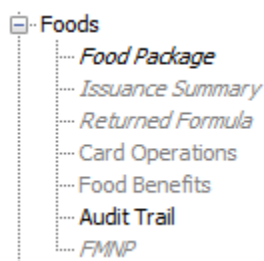 Foods
Food Package
Issuance Summary
Returned Formula
Card Operations
Food Benefits
Audit Trail
FMNP